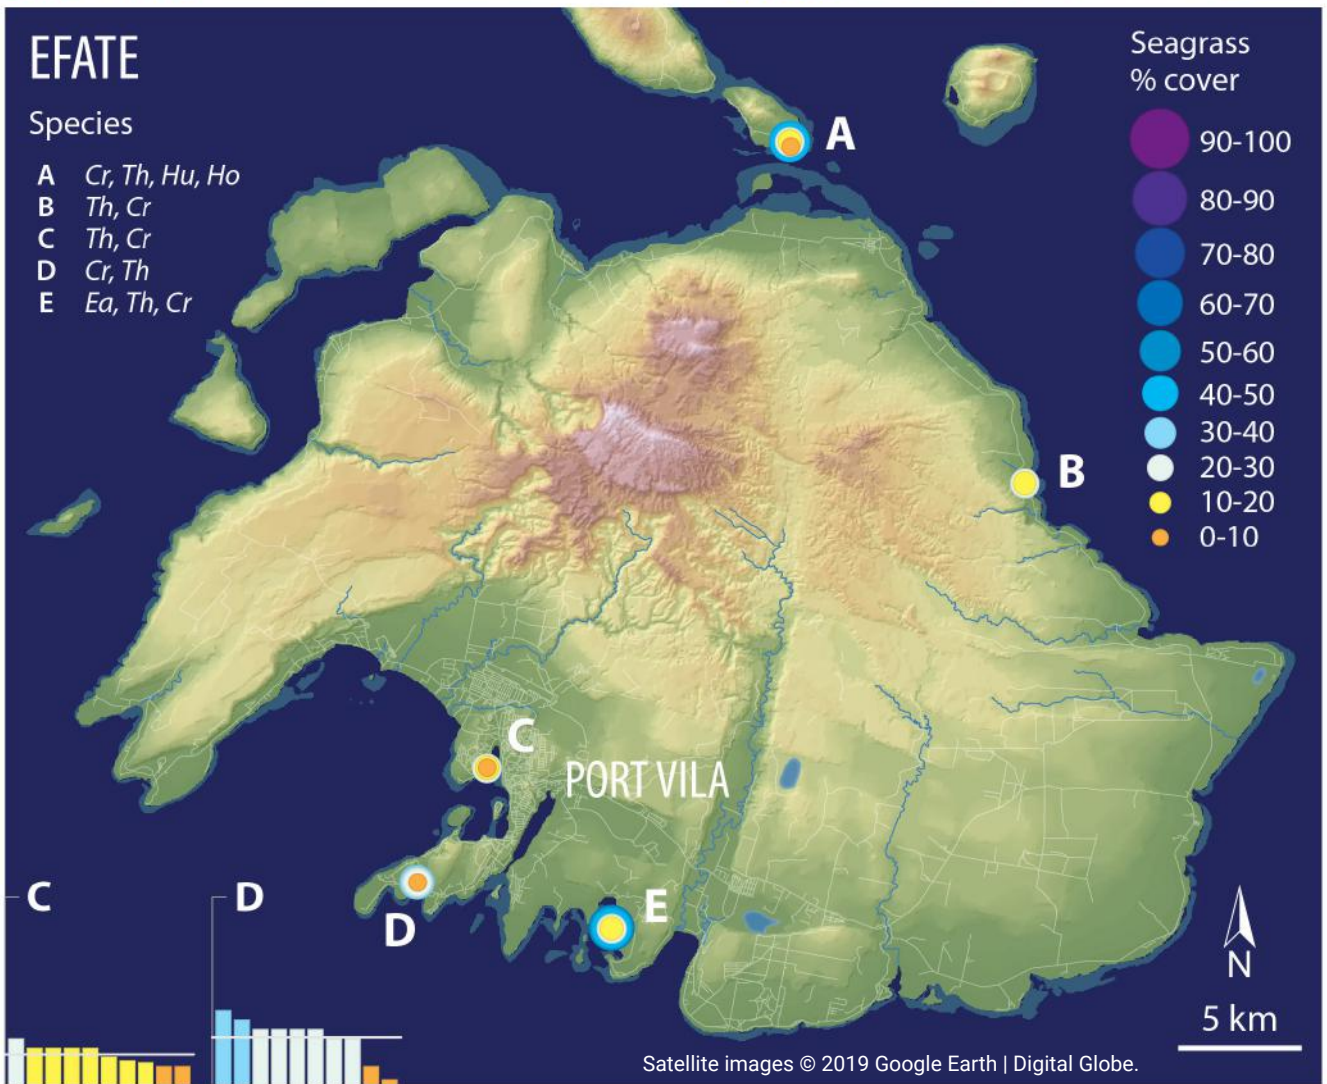 EFATE
Species
A Cr, Th, Hu, Ho
B Th, Cr
C Th, Cr
D Cr, Th
E Ea, Th, Cr
Seagrass
% cover
90-100
80-90
70-80
60-70
50-60
40-50
30-40
20-30
10-20
0-10
A
B
C
PORT VILA
D
E
C
D
N
5 km
Satellite images © 2019 Google Earth | Digital Globe.